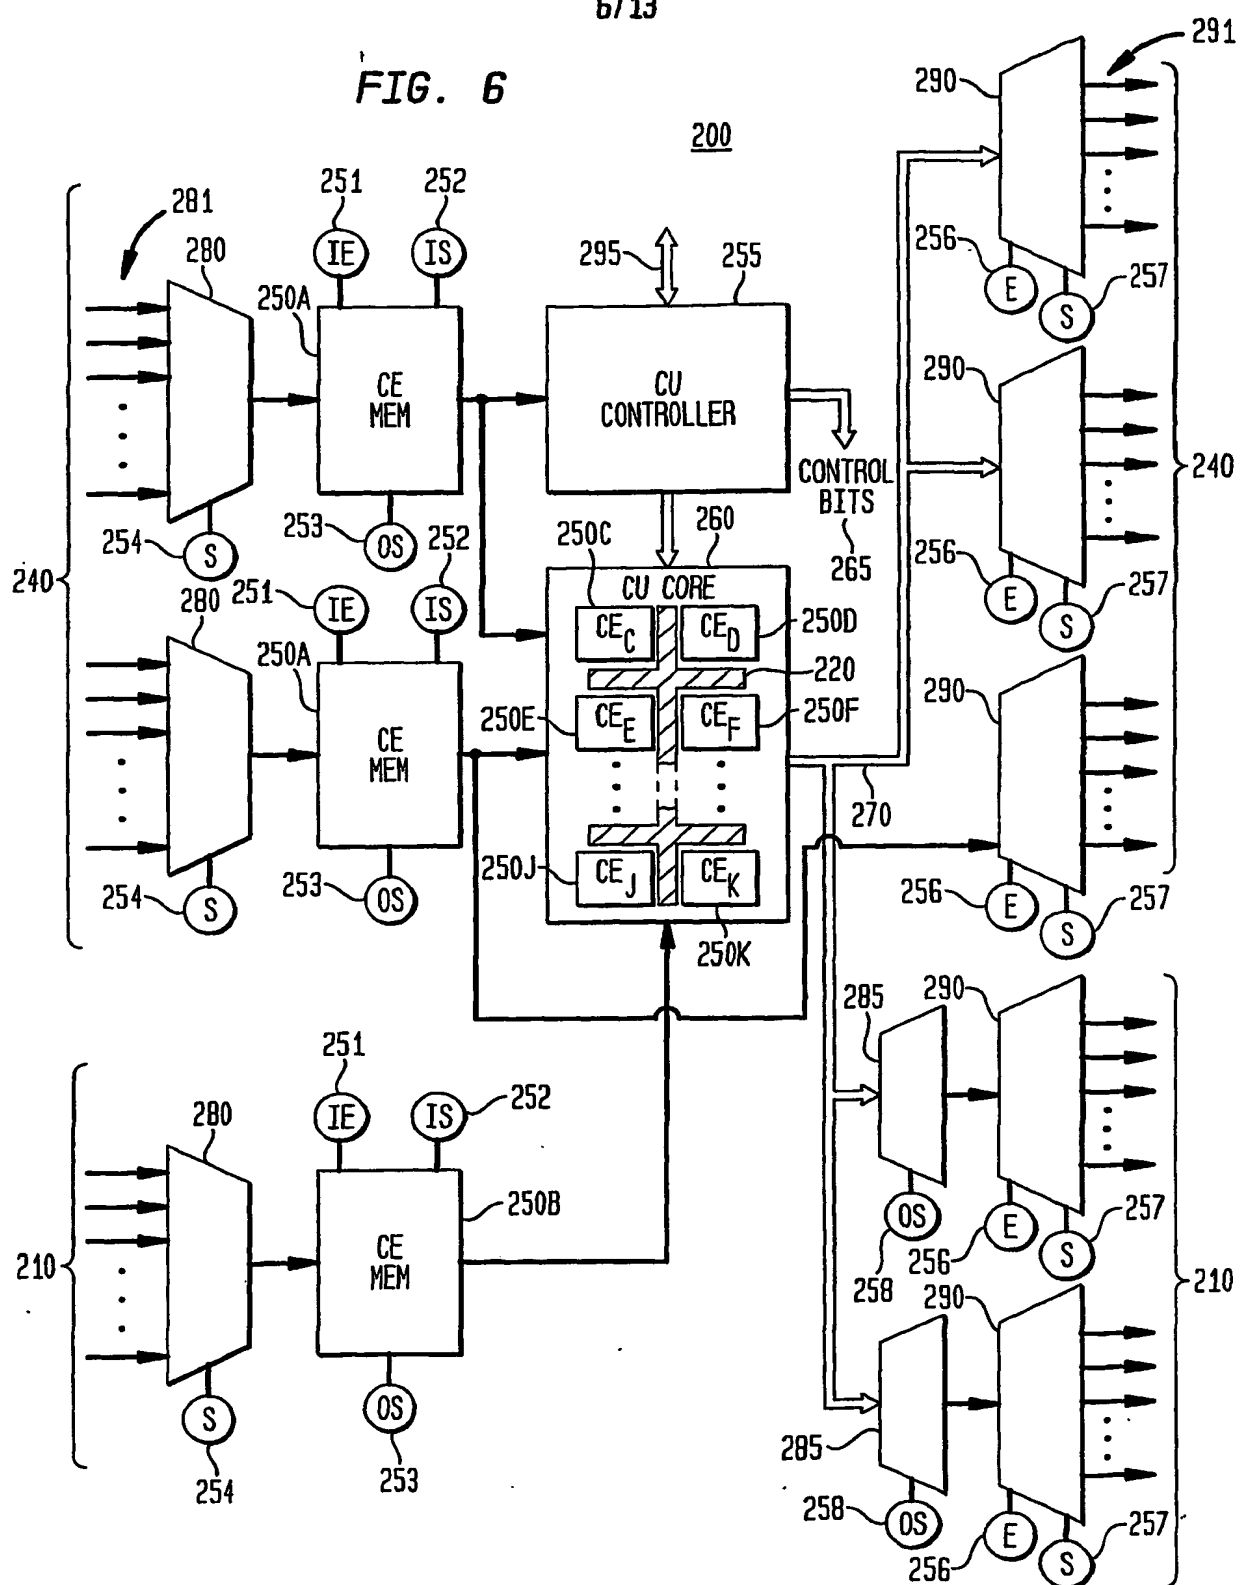 6/13
FIG. 6
200
291
290
240
281
280
251
252
IE
IS
250A
CE
MEM
254
S
253
OS
252
295
255
CU
CONTROLLER
CONTROL
BITS
265
256
E
257
S
290
256
E
257
S
240
280
251
IE
IS
250A
CE
MEM
254
S
253
OS
250C
260
CU CORE
CE C
CE D
250D
220
250E
CE E
CE F
250F
250J
CE J
CE K
250K
270
290
256
E
257
S
210
280
251
252
IE
IS
250B
CE
MEM
S
254
OS
253
285
290
OS
258
256
E
257
S
210
285
290
258
OS
256
E
257
S